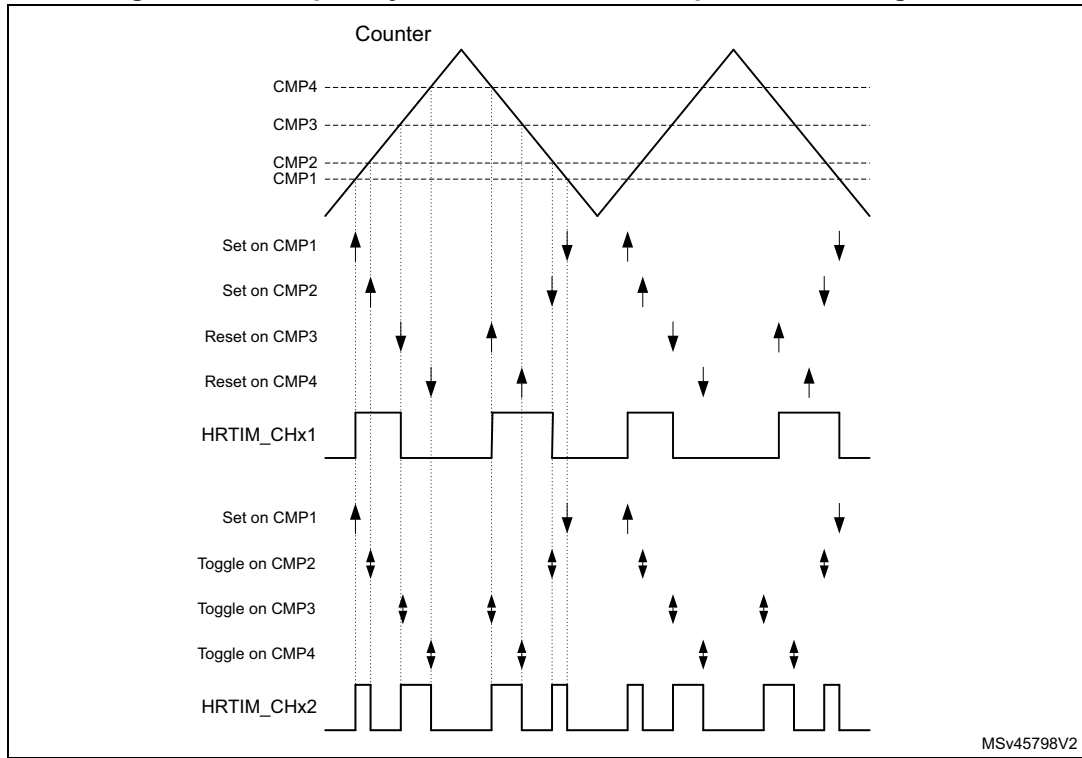 Counter
CMP4
CMP3
CMP2
CMP1
Set on CMP1
Set on CMP2
Reset on CMP3
Reset on CMP4
HRTIM_CHx1
Set on CMP1
Toggle on CMP2
Toggle on CMP3
Toggle on CMP4
HRTIM_CHx2
MSv45798V2